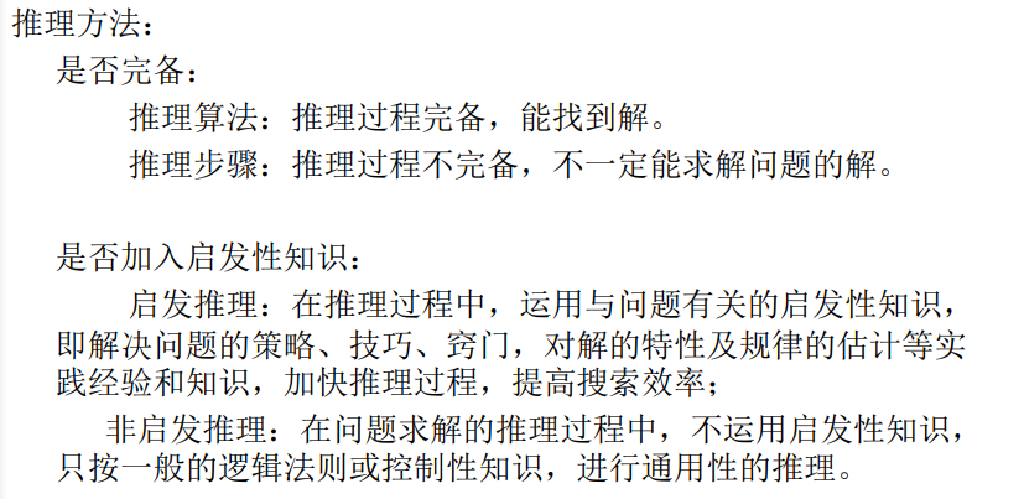 推理方法：
是否完备：
推理算法：推理过程完备，能找到解。
推理步骤：推理过程不完备，不一定能求解问题的解。
是否加入启发性知识：
启发推理：在推理过程中，运用与问题有关的启发性知识，
即解决问题的策略、技巧、窍门，对解的特性及规律的估计等实
践经验和知识，加快推理过程，提高搜索效率；
非启发推理：在问题求解的推理过程中，不运用启发性知识，
只按一般的逻辑法则或控制性知识，进行通用性的推理。